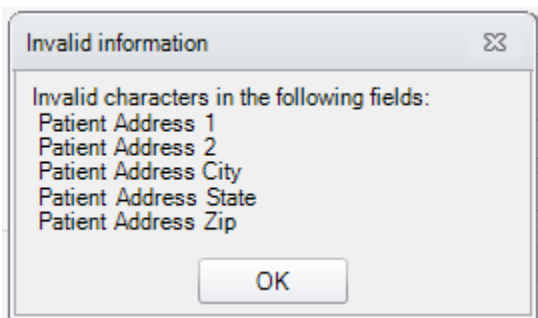 Invalid information
Invalid characters in the following fields:
Patient Address 1
Patient Address 2
Patient Address City
Patient Address State
Patient Address Zip
OK